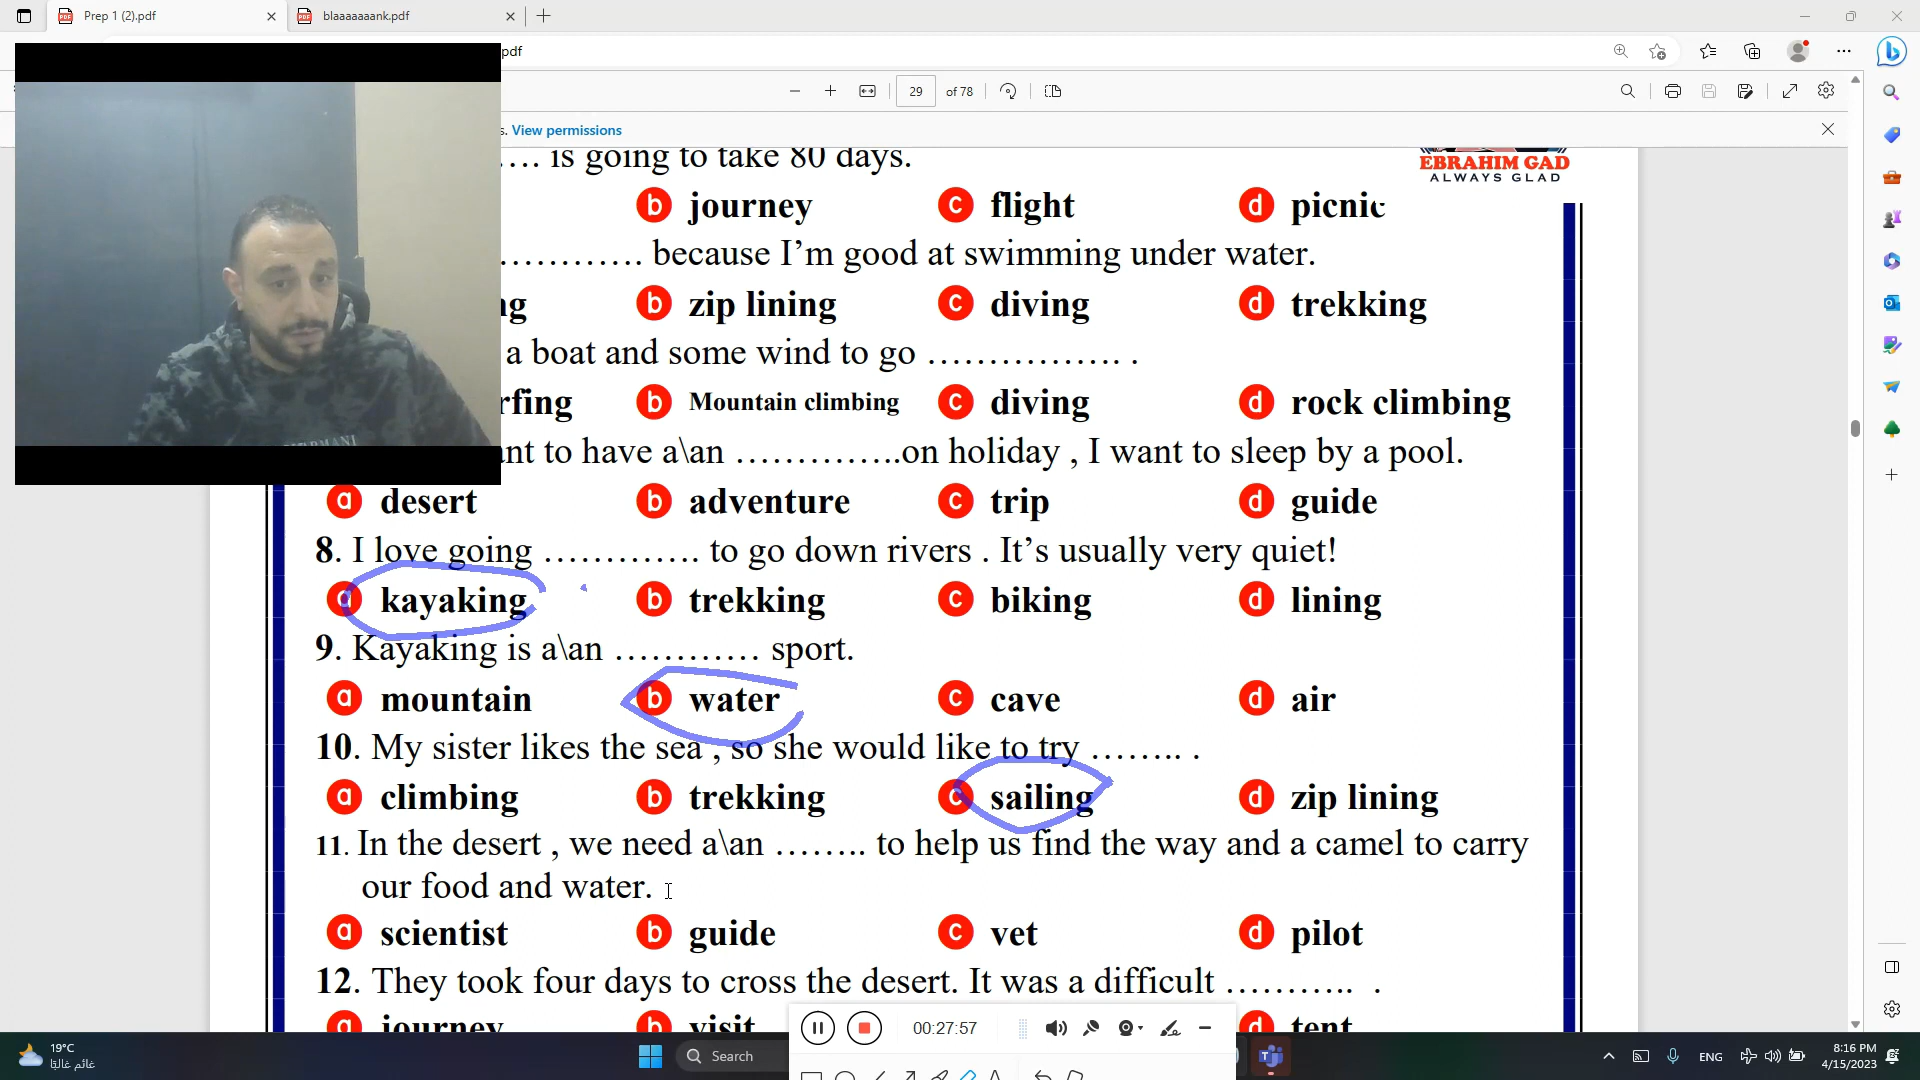 Prep 1 (2).pdf
blaaaaaaank.pdf
pdf
29 of 78
s. View permissions
EBRAHIM GAD
ALWAYS GLAD
…. is going to take 80 days.
b journey c flight d picnic
…………. because I’m good at swimming under water.
ng b zip lining c diving d trekking
a boat and some wind to go ……………. .
rfing b Mountain climbing c diving d rock climbing
ant to have a\an …………..on holiday , I want to sleep by a pool.
a desert b adventure c trip d guide
8. I love going …………. to go down rivers . It’s usually very quiet!
a kayaking b trekking c biking d lining
9. Kayaking is a\an ………… sport.
a mountain b water c cave d air
10. My sister likes the sea , so she would like to try …….. .
a climbing b trekking c sailing d zip lining
11. In the desert , we need a\an …….. to help us find the way and a camel to carry
our food and water.
a scientist b guide c vet d pilot
12. They took four days to cross the desert. It was a difficult ……….. .
a journey b visit d tent
00:27:57
19°C
غائم غالبًا
Search
ENG
8:16 PM
4/15/2023